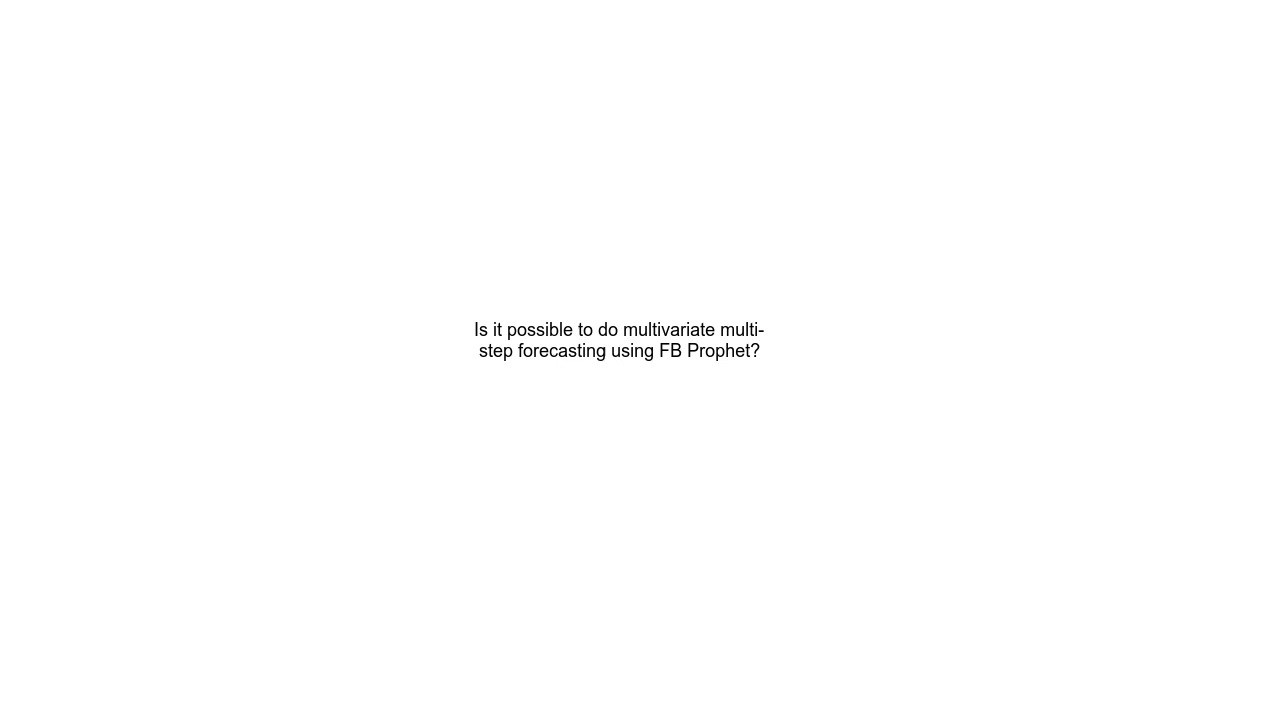 Is it possible to do multivariate multi-
step forecasting using FB Prophet?